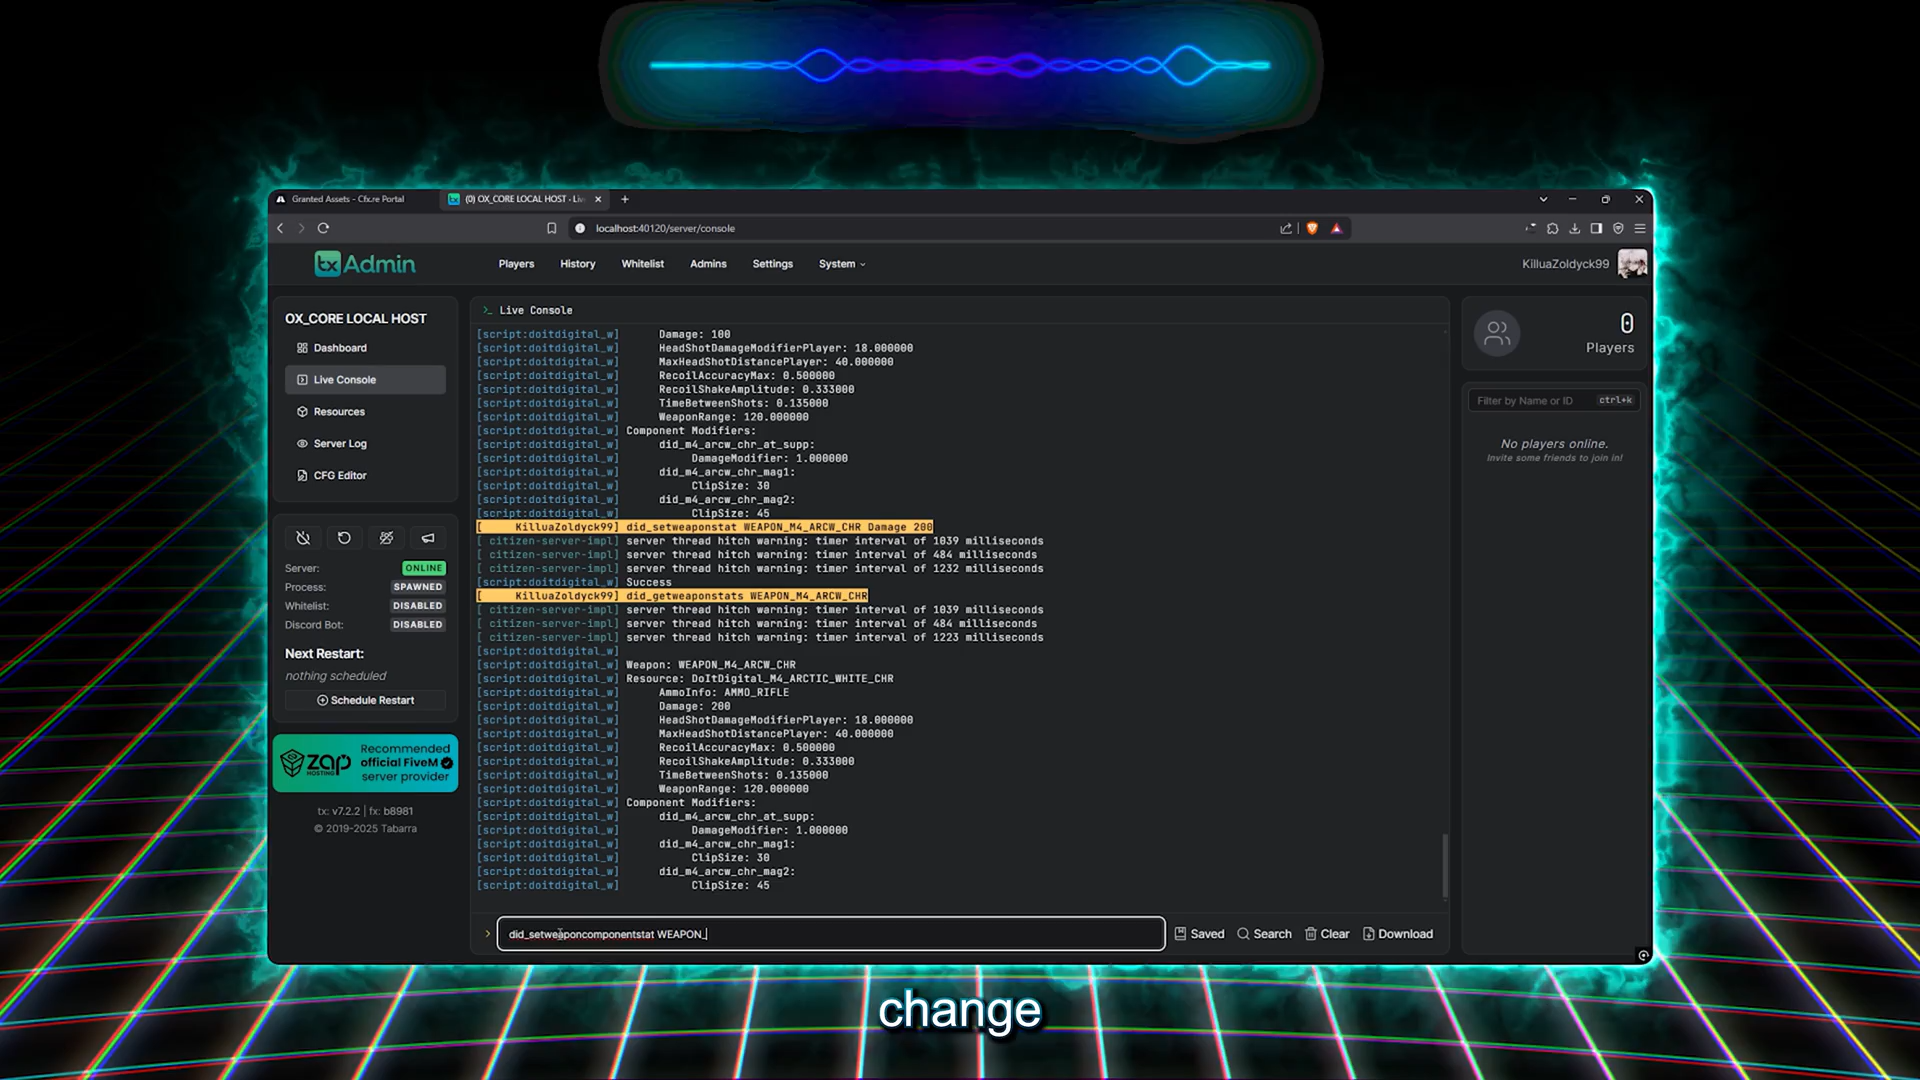 Granted Assets - Cfx.re Portal
(0) OX_CORE LOCAL HOST - Liv
localhost:40120/server/console
tx Admin
Players
History
Whitelist
Admins
Settings
System
KilluaZoldyck99
OX_CORE LOCAL HOST
Dashboard
Live Console
Resources
Server Log
CFG Editor
Server: ONLINE
Process: SPAWNED
Whitelist: DISABLED
Discord Bot: DISABLED
Next Restart:
nothing scheduled
Schedule Restart
ZAP HOSTING
Recommended
official FiveM
server provider
tx: v7.2.2 | fx: b8981
© 2019-2025 Tabarra
>_ Live Console
[script:doitdigital_w] Damage: 100
[script:doitdigital_w] HeadShotDamageModifierPlayer: 18.000000
[script:doitdigital_w] MaxHeadShotDistancePlayer: 40.000000
[script:doitdigital_w] RecoilAccuracyMax: 0.500000
[script:doitdigital_w] RecoilShakeAmplitude: 0.333000
[script:doitdigital_w] TimeBetweenShots: 0.135000
[script:doitdigital_w] WeaponRange: 120.000000
[script:doitdigital_w] Component Modifiers:
[script:doitdigital_w] did_m4_arcw_chr_at_supp:
[script:doitdigital_w] DamageModifier: 1.000000
[script:doitdigital_w] did_m4_arcw_chr_mag1:
[script:doitdigital_w] ClipSize: 30
[script:doitdigital_w] did_m4_arcw_chr_mag2:
[script:doitdigital_w] ClipSize: 45
[ KilluaZoldyck99] did_setweaponstat WEAPON_M4_ARCW_CHR Damage 200
[ citizen-server-impl] server thread hitch warning: timer interval of 1039 milliseconds
[ citizen-server-impl] server thread hitch warning: timer interval of 484 milliseconds
[ citizen-server-impl] server thread hitch warning: timer interval of 1232 milliseconds
[script:doitdigital_w] Success
[ KilluaZoldyck99] did_getweaponstats WEAPON_M4_ARCW_CHR
[ citizen-server-impl] server thread hitch warning: timer interval of 1039 milliseconds
[ citizen-server-impl] server thread hitch warning: timer interval of 484 milliseconds
[ citizen-server-impl] server thread hitch warning: timer interval of 1223 milliseconds
[script:doitdigital_w]
[script:doitdigital_w] Weapon: WEAPON_M4_ARCW_CHR
[script:doitdigital_w] Resource: DoItDigital_M4_ARCTIC_WHITE_CHR
[script:doitdigital_w] AmmoInfo: AMMO_RIFLE
[script:doitdigital_w] Damage: 200
[script:doitdigital_w] HeadShotDamageModifierPlayer: 18.000000
[script:doitdigital_w] MaxHeadShotDistancePlayer: 40.000000
[script:doitdigital_w] RecoilAccuracyMax: 0.500000
[script:doitdigital_w] RecoilShakeAmplitude: 0.333000
[script:doitdigital_w] TimeBetweenShots: 0.135000
[script:doitdigital_w] WeaponRange: 120.000000
[script:doitdigital_w] Component Modifiers:
[script:doitdigital_w] did_m4_arcw_chr_at_supp:
[script:doitdigital_w] DamageModifier: 1.000000
[script:doitdigital_w] did_m4_arcw_chr_mag1:
[script:doitdigital_w] ClipSize: 30
[script:doitdigital_w] did_m4_arcw_chr_mag2:
[script:doitdigital_w] ClipSize: 45
did_setweaponcomponentstat WEAPON_
Saved
Search
Clear
Download
0
Players
Filter by Name or ID
ctrl+k
No players online.
Invite some friends to join in!
change